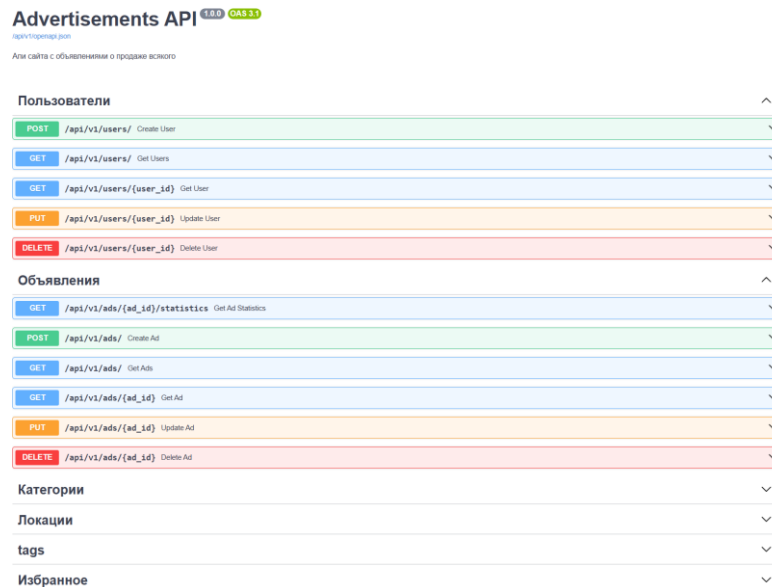 Advertisements API 1.0.0 OAS 3.1
/api/v1/openapi.json
Апи сайта с объявлениями о продаже всякого
Пользователи
POST /api/v1/users/ Create User
GET /api/v1/users/ Get Users
GET /api/v1/users/{user_id} Get User
PUT /api/v1/users/{user_id} Update User
DELETE /api/v1/users/{user_id} Delete User
Объявления
GET /api/v1/ads/{ad_id}/statistics Get Ad Statistics
POST /api/v1/ads/ Create Ad
GET /api/v1/ads/ Get Ads
GET /api/v1/ads/{ad_id} Get Ad
PUT /api/v1/ads/{ad_id} Update Ad
DELETE /api/v1/ads/{ad_id} Delete Ad
Категории
Локации
tags
Избранное